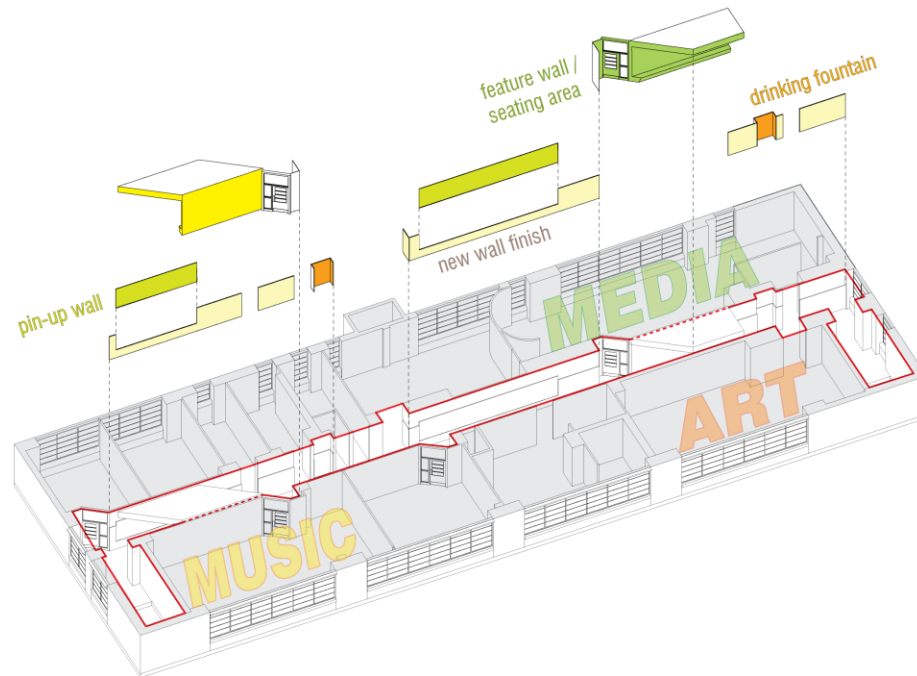 feature wall /
seating area
drinking fountain
new wall finish
pin-up wall
MEDIA
ART
MUSIC